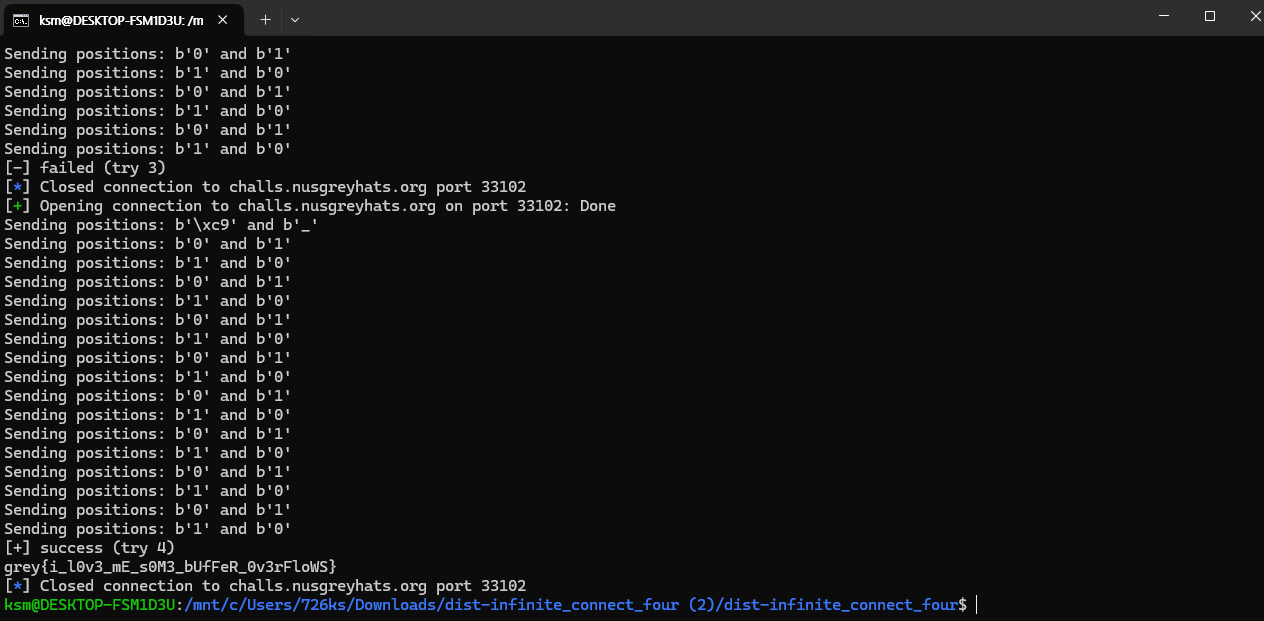 ksm@DESKTOP-FSM1D3U: /m
Sending positions: b'0' and b'1'
Sending positions: b'1' and b'0'
Sending positions: b'0' and b'1'
Sending positions: b'1' and b'0'
Sending positions: b'0' and b'1'
Sending positions: b'1' and b'0'
[-] failed (try 3)
[*] Closed connection to challs.nusgreyhats.org port 33102
[+] Opening connection to challs.nusgreyhats.org on port 33102: Done
Sending positions: b'\xc9' and b'_'
Sending positions: b'0' and b'1'
Sending positions: b'1' and b'0'
Sending positions: b'0' and b'1'
Sending positions: b'1' and b'0'
Sending positions: b'0' and b'1'
Sending positions: b'1' and b'0'
Sending positions: b'0' and b'1'
Sending positions: b'1' and b'0'
Sending positions: b'0' and b'1'
Sending positions: b'1' and b'0'
Sending positions: b'0' and b'1'
Sending positions: b'1' and b'0'
Sending positions: b'0' and b'1'
Sending positions: b'1' and b'0'
Sending positions: b'0' and b'1'
Sending positions: b'1' and b'0'
[+] success (try 4)
grey{i_l0v3_mE_s0M3_bUfFeR_0v3rFloWS}
[*] Closed connection to challs.nusgreyhats.org port 33102
ksm@DESKTOP-FSM1D3U:/mnt/c/Users/726ks/Downloads/dist-infinite_connect_four (2)/dist-infinite_connect_four$